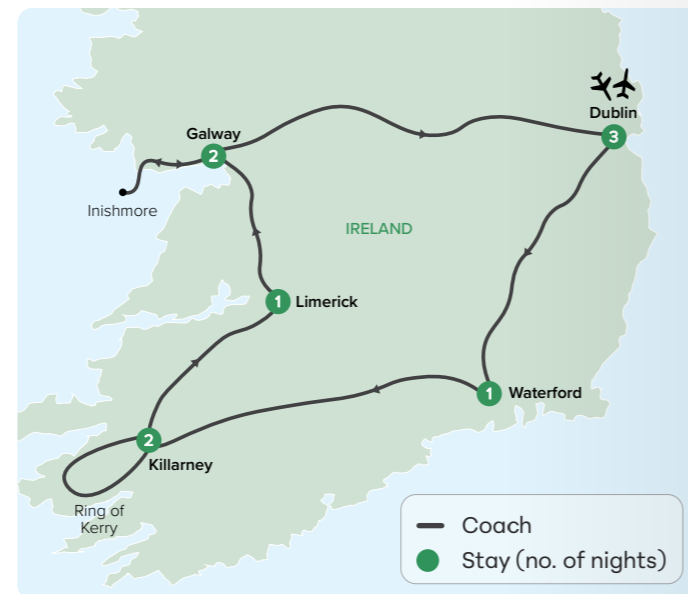 Dublin
3
Galway
2
Inishmore
IRELAND
1
Limerick
1
Waterford
2
Killarney
Ring of
Kerry
Coach
Stay (no. of nights)